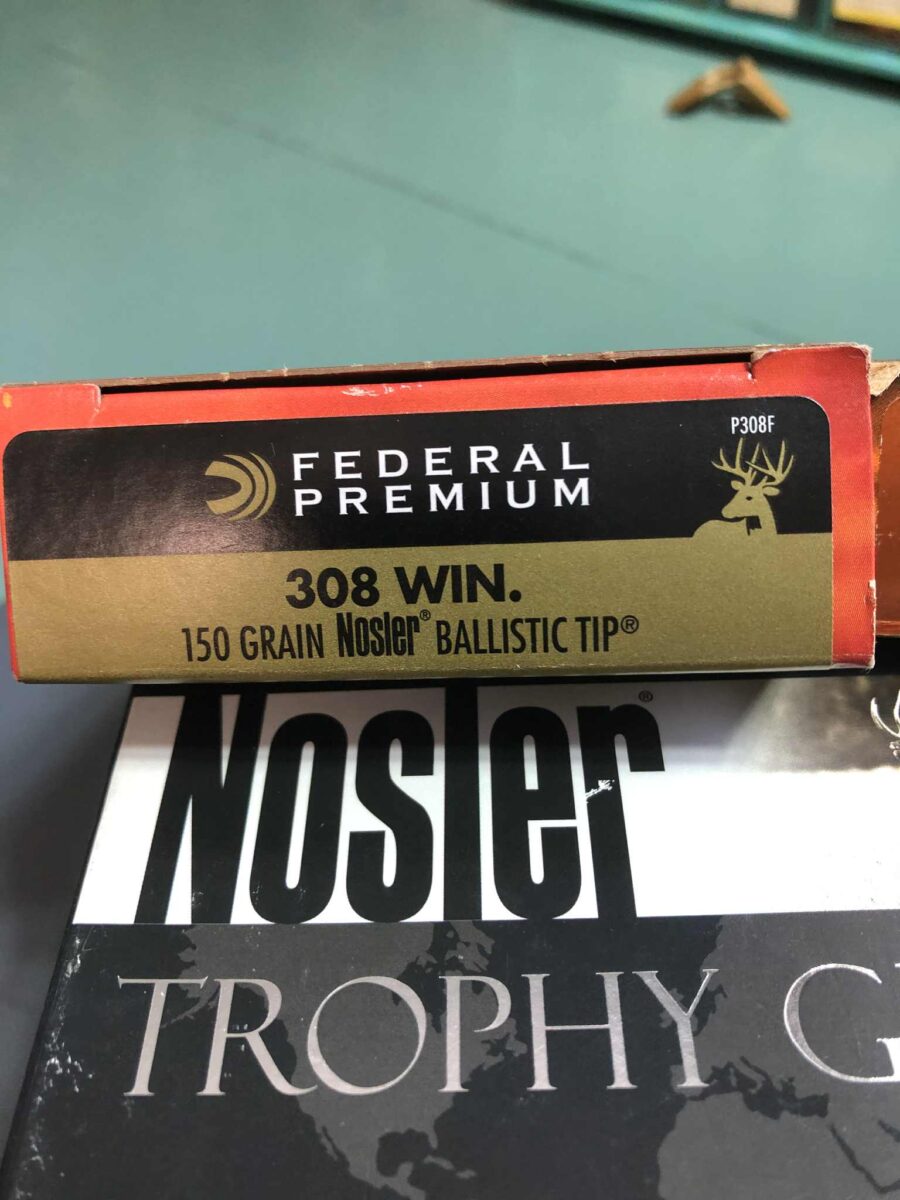 P308F
FEDERAL
PREMIUM
308 WIN.
150 GRAIN Nosler® BALLISTIC TIP®
Nosler®
TROPHY